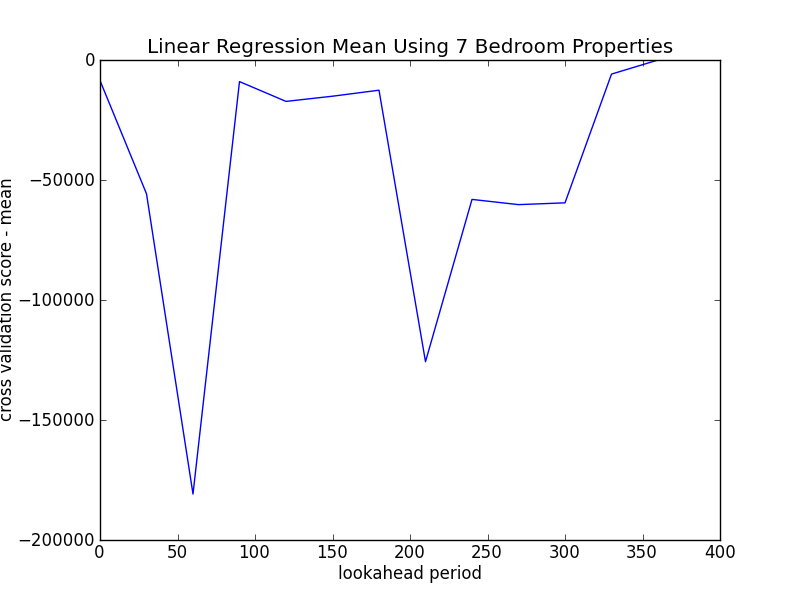 Linear Regression Mean Using 7 Bedroom Properties
0
−50000
−100000
−150000
−200000
cross validation score - mean
0 50 100 150 200 250 300 350 400
lookahead period